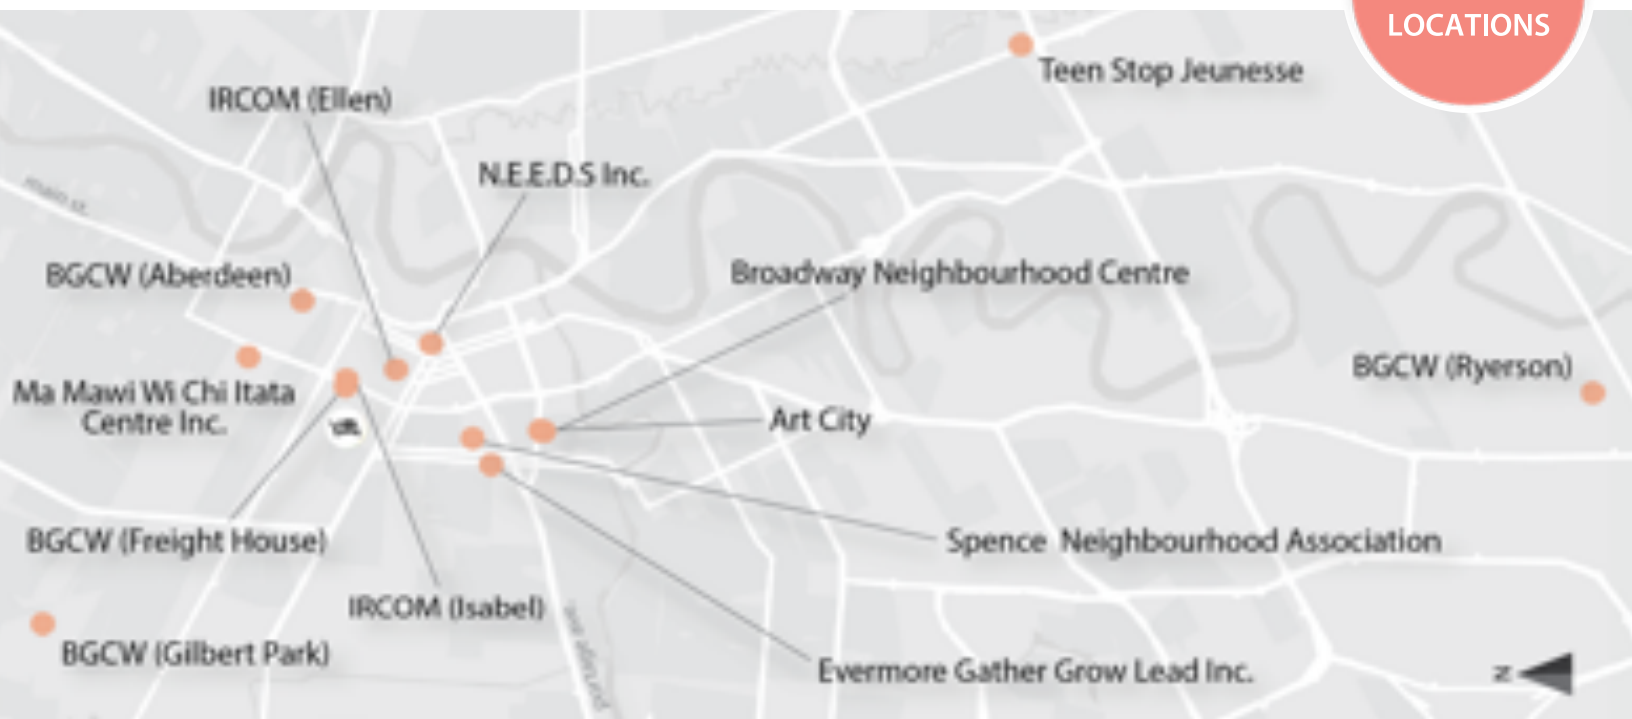 LOCATIONS
Teen Stop Jeunesse
IRCOM (Ellen)
N.E.E.D.S Inc.
main st.
BGCW (Aberdeen)
Broadway Neighbourhood Centre
BGCW (Ryerson)
Ma Mawi Wi Chi Itata
Centre Inc.
Art City
BGCW (Freight House)
Spence Neighbourhood Association
IRCOM (Isabel)
portage ave.
BGCW (Gilbert Park)
Evermore Gather Grow Lead Inc.
N